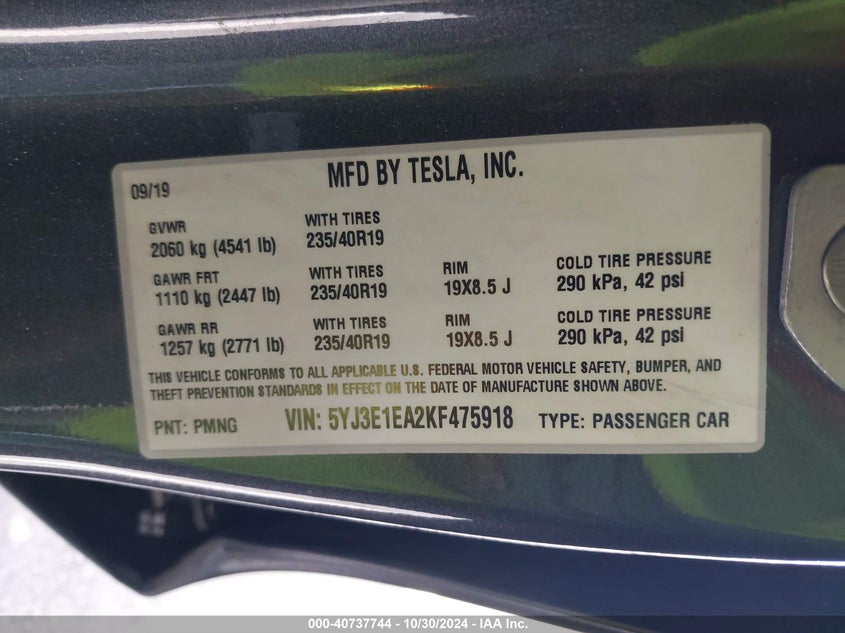 09/19
MFD BY TESLA, INC.
GVWR
2060 kg (4541 lb)
WITH TIRES
235/40R19
GAWR FRT
1110 kg (2447 lb)
WITH TIRES
235/40R19
RIM
19X8.5 J
COLD TIRE PRESSURE
290 kPa, 42 psi
GAWR RR
1257 kg (2771 lb)
WITH TIRES
235/40R19
RIM
19X8.5 J
COLD TIRE PRESSURE
290 kPa, 42 psi
THIS VEHICLE CONFORMS TO ALL APPLICABLE U.S. FEDERAL MOTOR VEHICLE SAFETY, BUMPER, AND
THEFT PREVENTION STANDARDS IN EFFECT ON THE DATE OF MANUFACTURE SHOWN ABOVE.
PNT: PMNG
VIN: 5YJ3E1EA2KF475918
TYPE: PASSENGER CAR
000-40737744 - 10/30/2024 - IAA Inc.